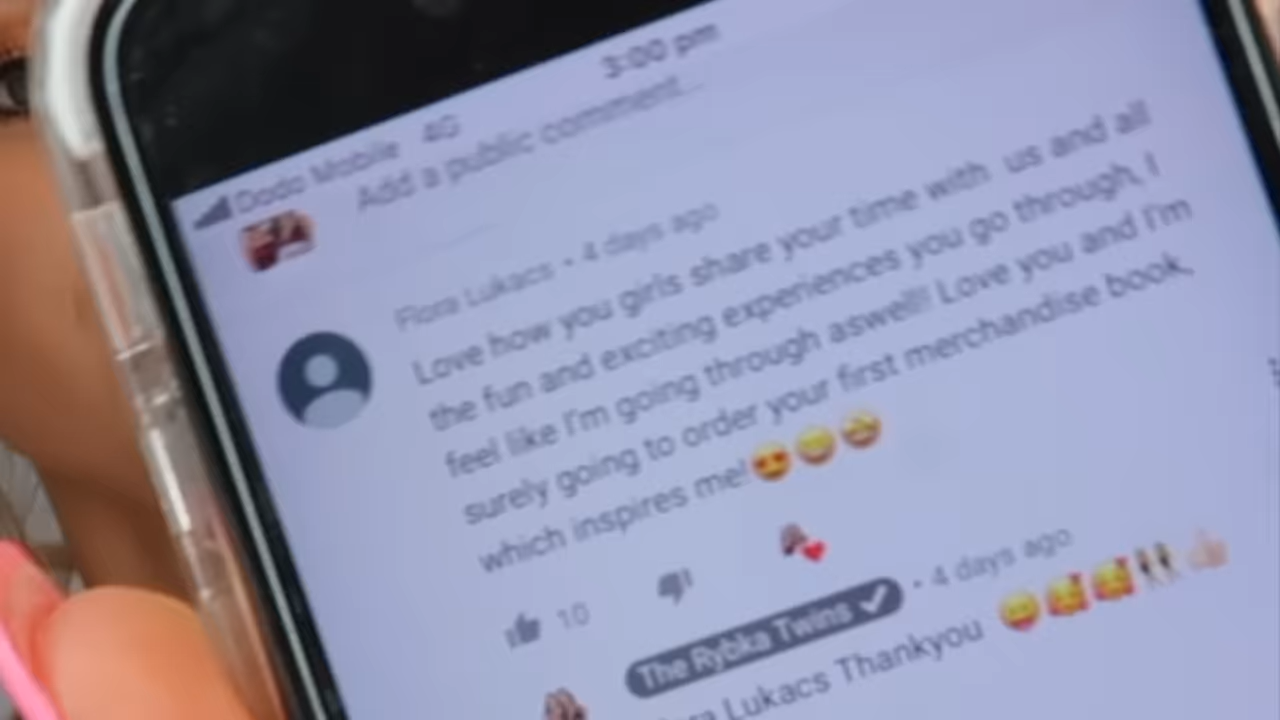 3:00 pm
Dodo Mobile 4G
Add a public comment...
Flora Lukacs • 4 days ago
Love how you girls share your time with us and all
the fun and exciting experiences you go through, I
feel like I'm going through aswell! Love you and I'm
surely going to order your first merchandise book,
which inspires me!😍😄🤩
10
The Rybka Twins ✔ • 4 days ago
Lukacs Thankyou 😄🥰🥰👯👍🏻